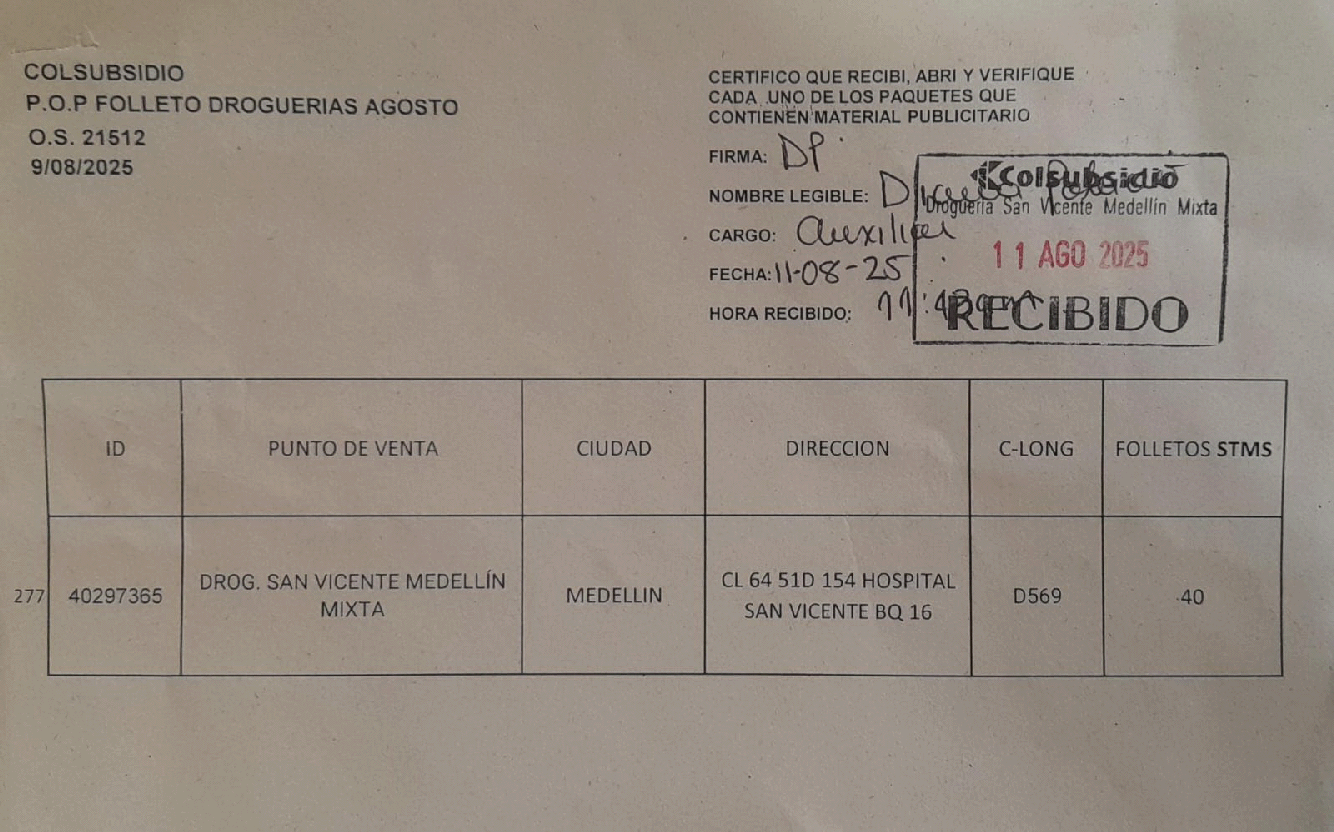 COLSUBSIDIO
P.O.P FOLLETO DROGUERIAS AGOSTO
O.S. 21512
9/08/2025
CERTIFICO QUE RECIBI, ABRI Y VERIFIQUE
CADA UNO DE LOS PAQUETES QUE
CONTIENEN MATERIAL PUBLICITARIO
FIRMA: DP
NOMBRE LEGIBLE:
CARGO: Auxiliar
FECHA: 11-08-25
HORA RECIBIDO:
Colsubsidio
Droguería San Vicente Medellín Mixta
11 AGO 2025
RECIBIDO
ID PUNTO DE VENTA CIUDAD DIRECCION C-LONG FOLLETOS STMS
277 40297365 DROG. SAN VICENTE MEDELLÍN MIXTA MEDELLIN CL 64 51D 154 HOSPITAL SAN VICENTE BQ 16 D569 40